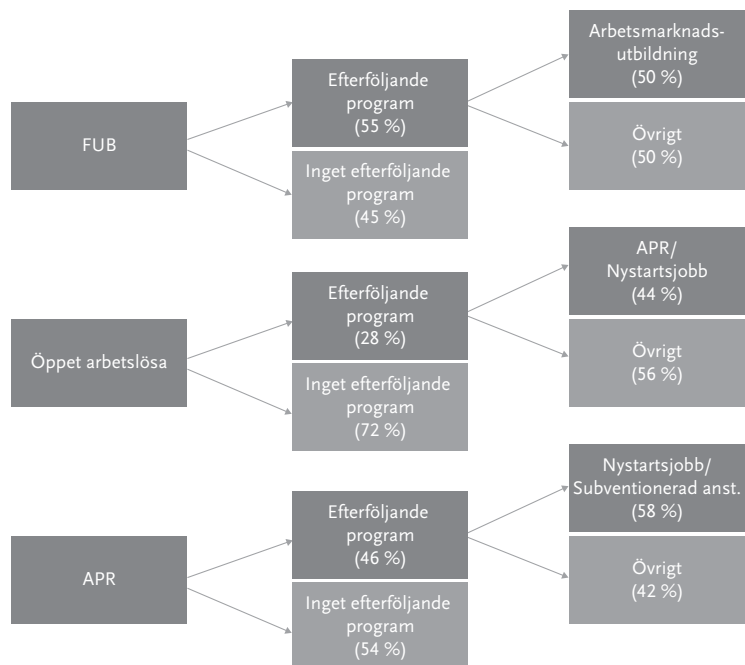 FUB
Efterföljande
program
(55 %)
Inget efterföljande
program
(45 %)
Arbetsmarknads-
utbildning
(50 %)
Övrigt
(50 %)
Öppet arbetslösa
Efterföljande
program
(28 %)
Inget efterföljande
program
(72 %)
APR/
Nystartsjobb
(44 %)
Övrigt
(56 %)
APR
Efterföljande
program
(46 %)
Inget efterföljande
program
(54 %)
Nystartsjobb/
Subventionerad anst.
(58 %)
Övrigt
(42 %)